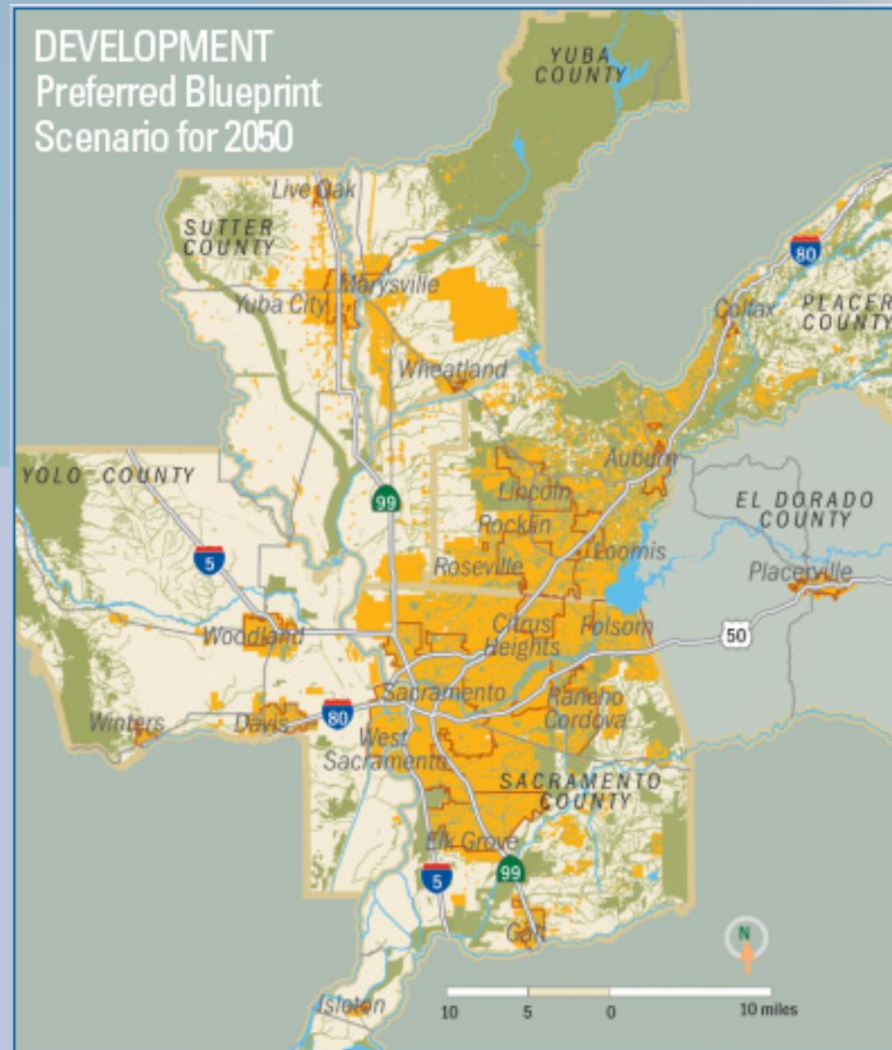 DEVELOPMENT
Preferred Blueprint
Scenario for 2050
YUBA
COUNTY
Live Oak
SUTTER
COUNTY
80
Marysville
Yuba City
Colfax
PLACER
COUNTY
Wheatland
Auburn
YOLO COUNTY
Lincoln
99
EL DORADO
COUNTY
Rocklin
5
Loomis
Roseville
Placerville
Citrus
Heights
Folsom
50
Woodland
Sacramento
Rancho
Cordova
80
Winters
Davis
West
Sacramento
SACRAMENTO
COUNTY
Elk Grove
5
99
Galt
N
Isleton
10
5
0
10 miles